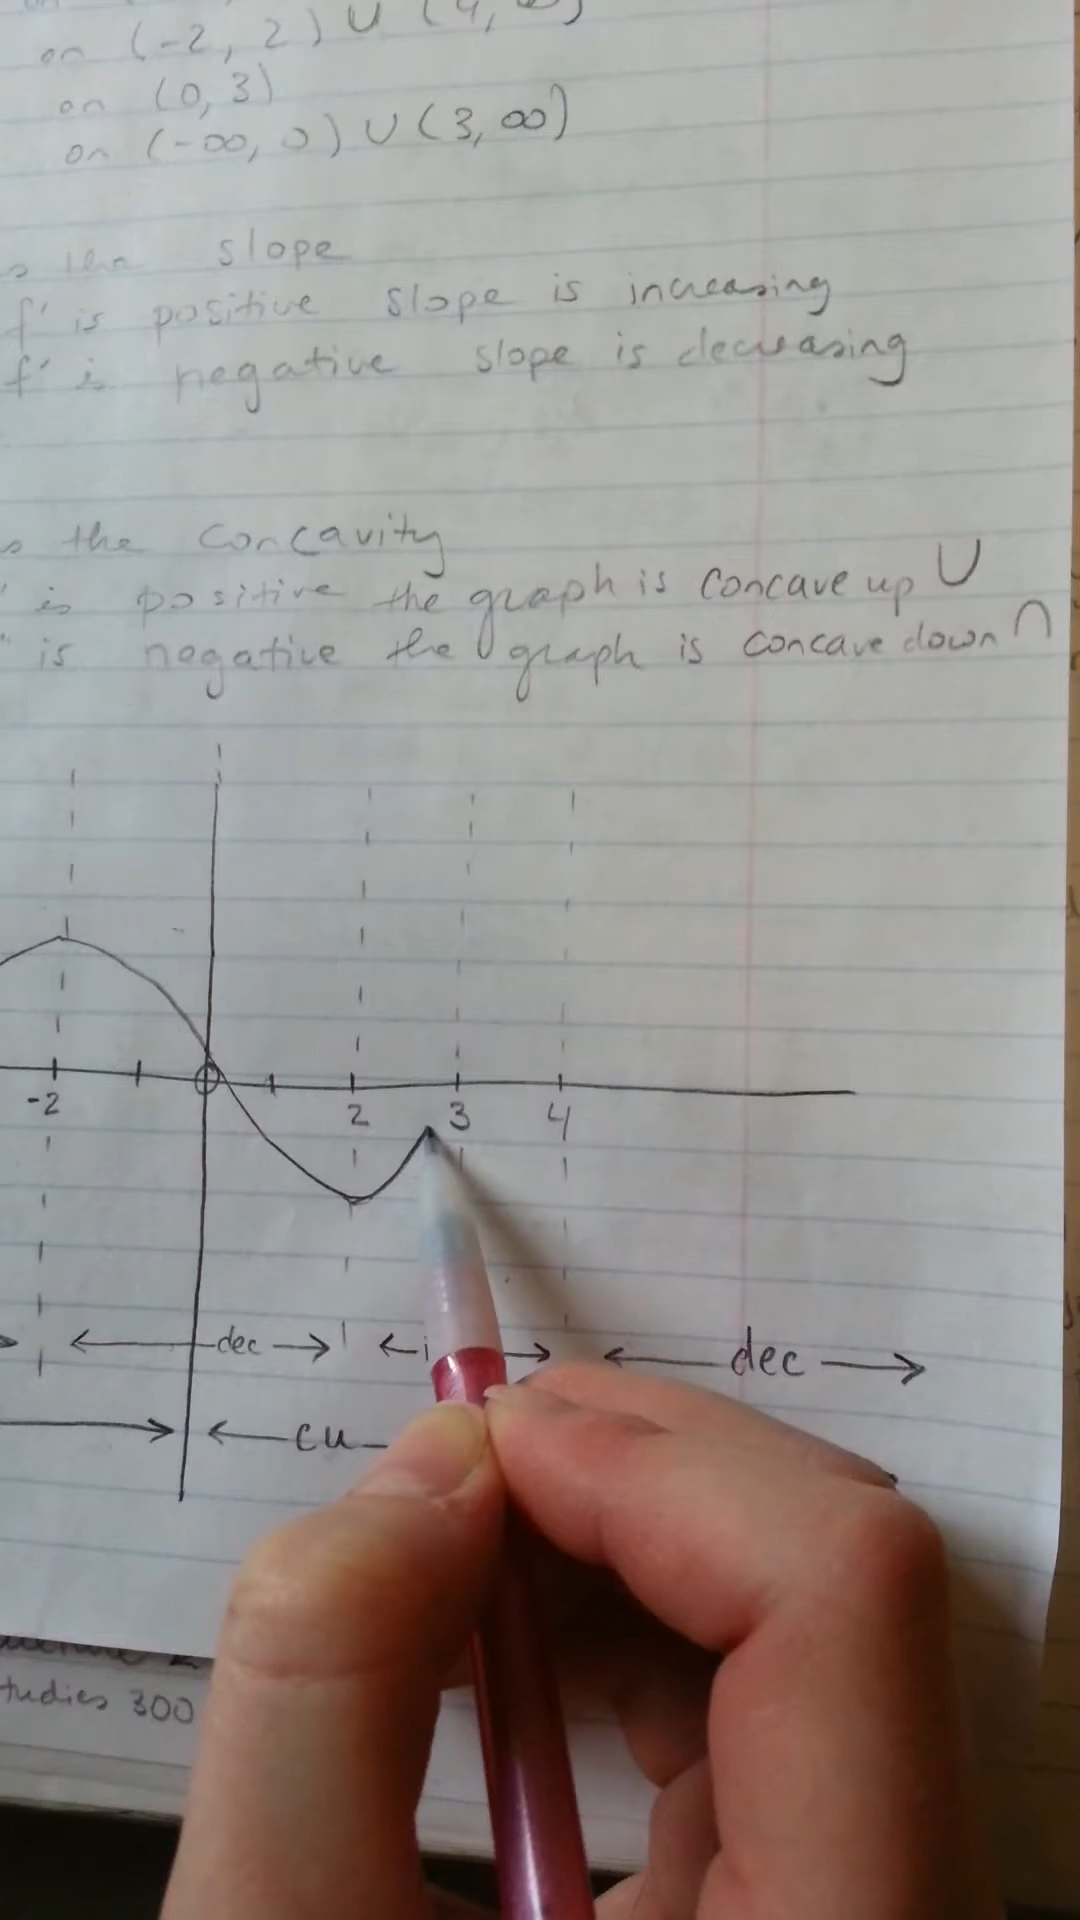 on (-2, 2) ∪ (4, ∞)
on (0, 3)
on (-∞, 0) ∪ (3, ∞)
slope
f' is positive slope is increasing
f' is negative slope is decreasing
the concavity
is positive the graph is concave up ∪
" is negative the graph is concave down ∩
-2 2 3 4
dec dec
cu
tudies 300